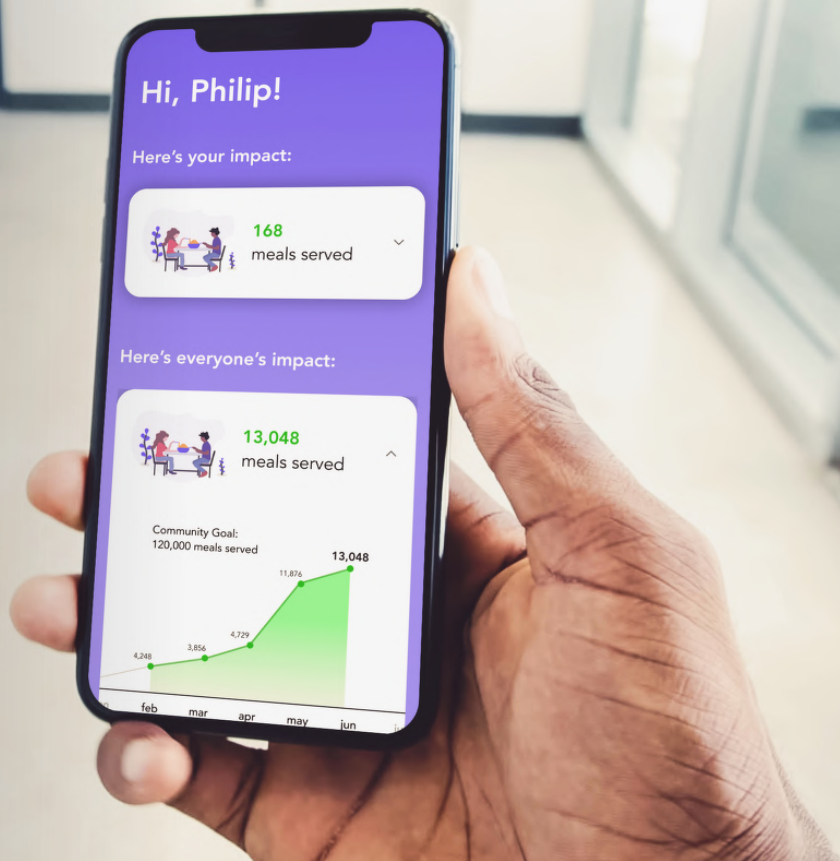 Hi, Philip!
Here's your impact:
168
meals served
Here's everyone's impact:
13,048
meals served
Community Goal:
120,000 meals served
13,048
11,876
4,729
3,856
4,248
feb mar apr may jun